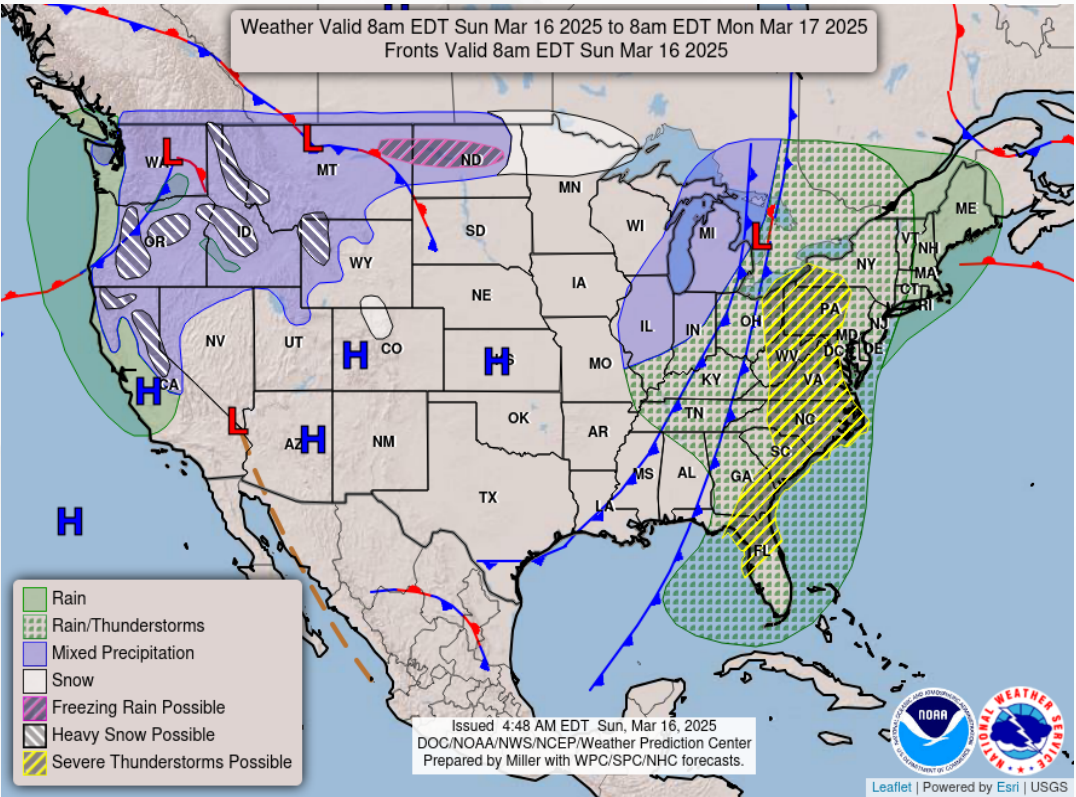 Weather Valid 8am EDT Sun Mar 16 2025 to 8am EDT Mon Mar 17 2025
Fronts Valid 8am EDT Sun Mar 16 2025
H
L
L
WA
MT
ND
MN
ME
OR
ID
SD
WI
MI
L
VT
NH
WY
NY
MA
CT
RI
NE
IA
PA
NJ
NV
UT
CO
IL
IN
OH
MD
DE
DC
WV
H
H
KS
MO
KY
VA
H
CA
L
AZ
H
NM
OK
AR
TN
NC
SC
MS
AL
GA
TX
LA
H
FL
Rain
Rain/Thunderstorms
Mixed Precipitation
Snow
Freezing Rain Possible
Heavy Snow Possible
Severe Thunderstorms Possible
Issued 4:48 AM EDT Sun, Mar 16, 2025
DOC/NOAA/NWS/NCEP/Weather Prediction Center
Prepared by Miller with WPC/SPC/NHC forecasts.
NOAA
NATIONAL WEATHER SERVICE
Leaflet | Powered by Esri | USGS